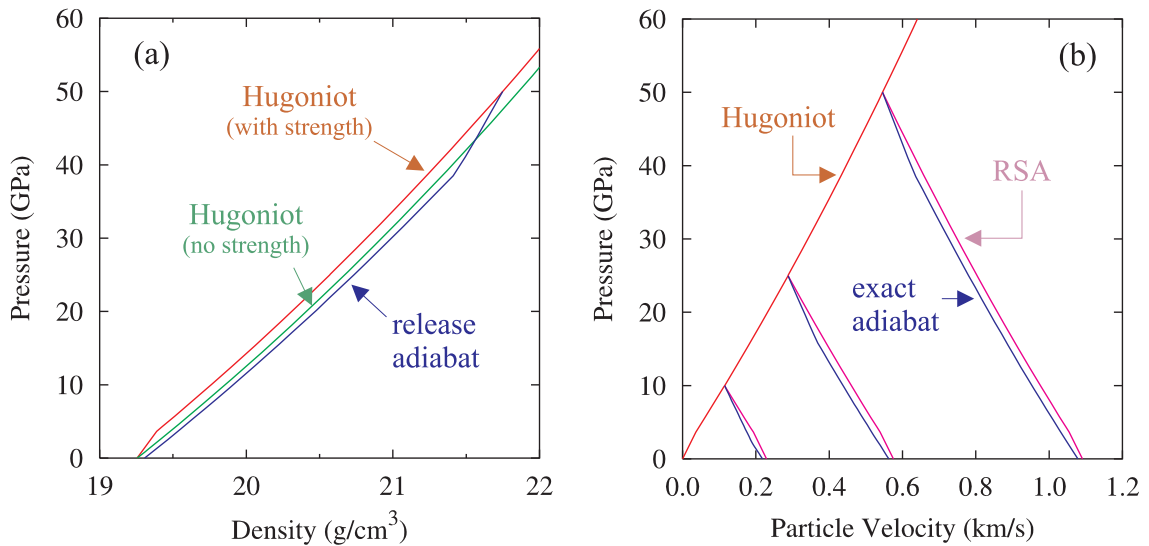 (a)
Hugoniot
(with strength)
Hugoniot
(no strength)
release
adiabat
60
50
40
30
20
10
0
Pressure (GPa)
19
20
21
22
Density (g/cm³)
(b)
Hugoniot
RSA
exact
adiabat
60
50
40
30
20
10
0
Pressure (GPa)
0.0
0.2
0.4
0.6
0.8
1.0
1.2
Particle Velocity (km/s)